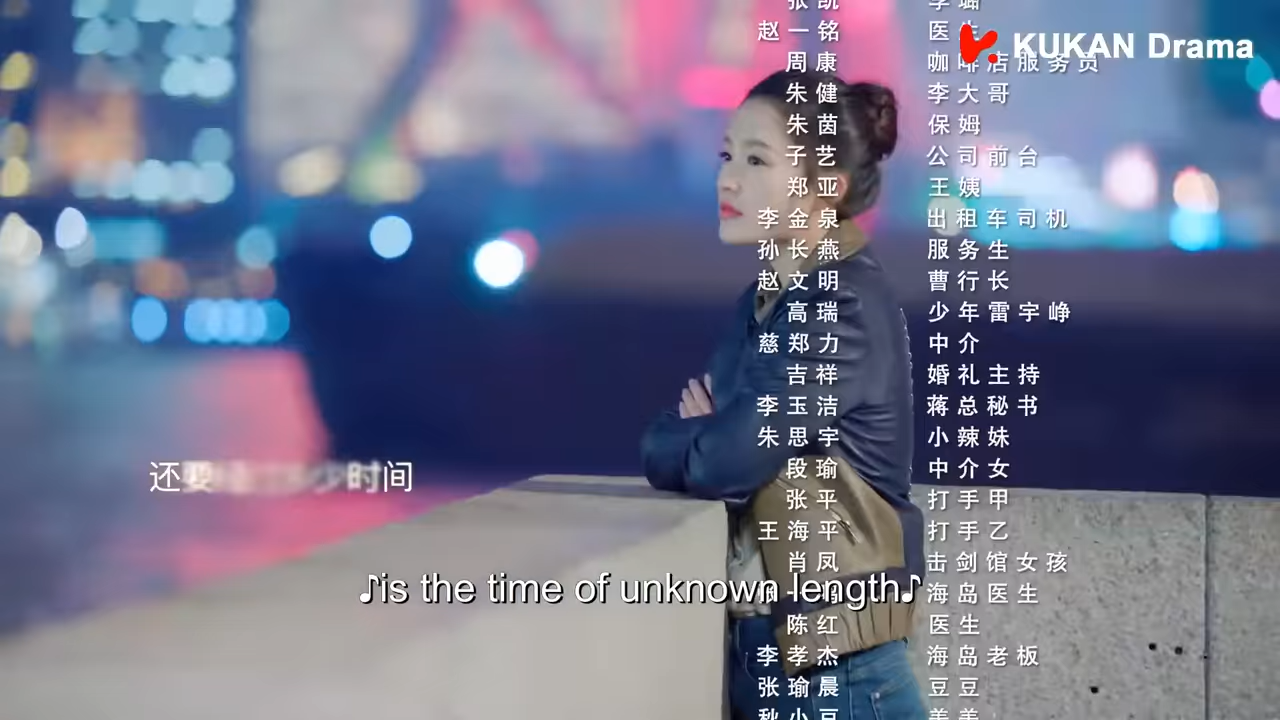 KUKAN Drama
赵一铭 医生
周康 咖啡店服务员
朱健 李大哥
朱茵 保姆
子艺 公司前台
郑亚 王姨
李金泉 出租车司机
孙长燕 服务生
赵文明 曹行长
高瑞 少年雷宇峥
慈郑力 中介
吉祥 婚礼主持
李玉洁 蒋总秘书
朱思宇 小辣妹
段瑜 中介女
张平 打手甲
王海平 打手乙
肖凤 击剑馆女孩
海岛医生
陈红 医生
李孝杰 海岛老板
张瑜晨 豆豆
还要 时间
♪is the time of unknown length♪